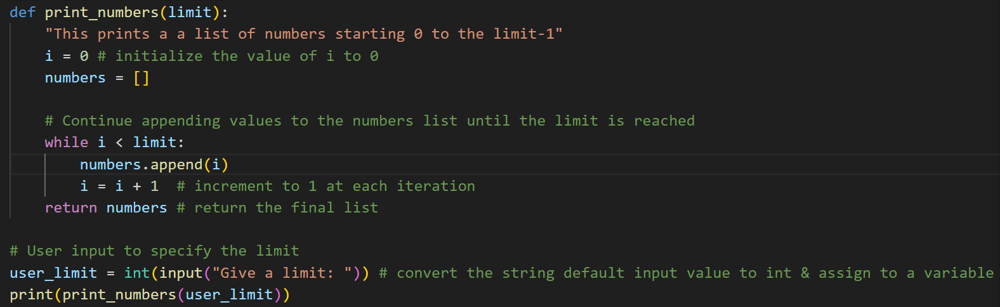 def print_numbers(limit):
    "This prints a a list of numbers starting 0 to the limit-1"
    i = 0 # initialize the value of i to 0
    numbers = []

    # Continue appending values to the numbers list until the limit is reached
    while i < limit:
        numbers.append(i)
        i = i + 1  # increment to 1 at each iteration
    return numbers # return the final list

# User input to specify the limit
user_limit = int(input("Give a limit: ")) # convert the string default input value to int & assign to a variable
print(print_numbers(user_limit))